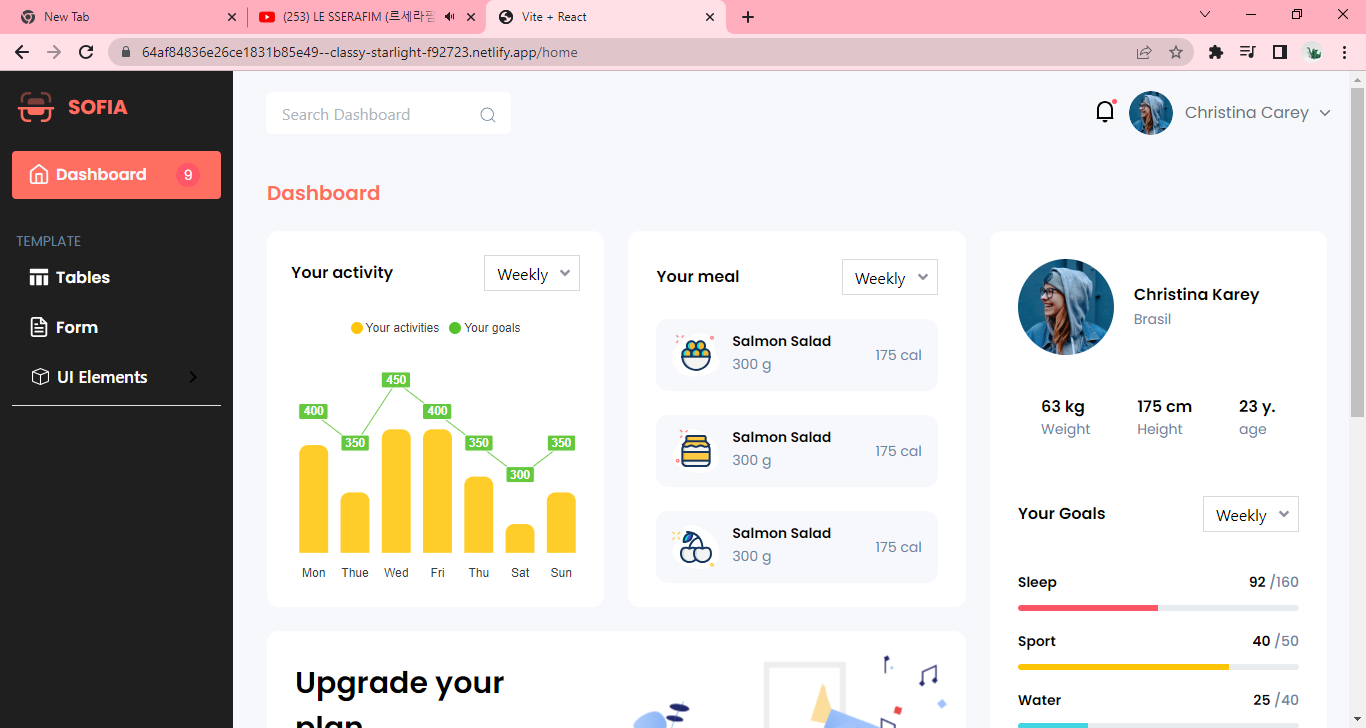 New Tab
(253) LE SSERAFIM (르세라핌
Vite + React
64af84836e26ce1831b85e49--classy-starlight-f92723.netlify.app/home
SOFIA
Search Dashboard
Christina Carey
Dashboard 9
Dashboard
TEMPLATE
Tables
Form
UI Elements
Your activity
Weekly
Your activities Your goals
450
400 400
350 350 350
300
Mon Thue Wed Fri Thu Sat Sun
Your meal
Weekly
Salmon Salad
300 g
175 cal
Salmon Salad
300 g
175 cal
Salmon Salad
300 g
175 cal
Christina Karey
Brasil
63 kg 175 cm 23 y.
Weight Height age
Your Goals
Weekly
Sleep 92 /160
Sport 40 /50
Water 25 /40
Upgrade your
plan